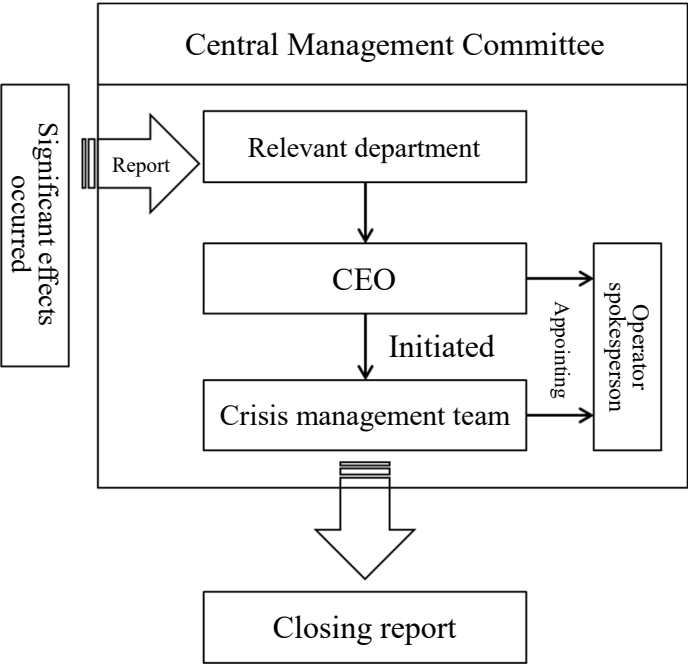 Central Management Committee
Significant effects
occurred
Report
Relevant department
CEO
Initiated
Appointing
Operator
spokesperson
Crisis management team
Closing report